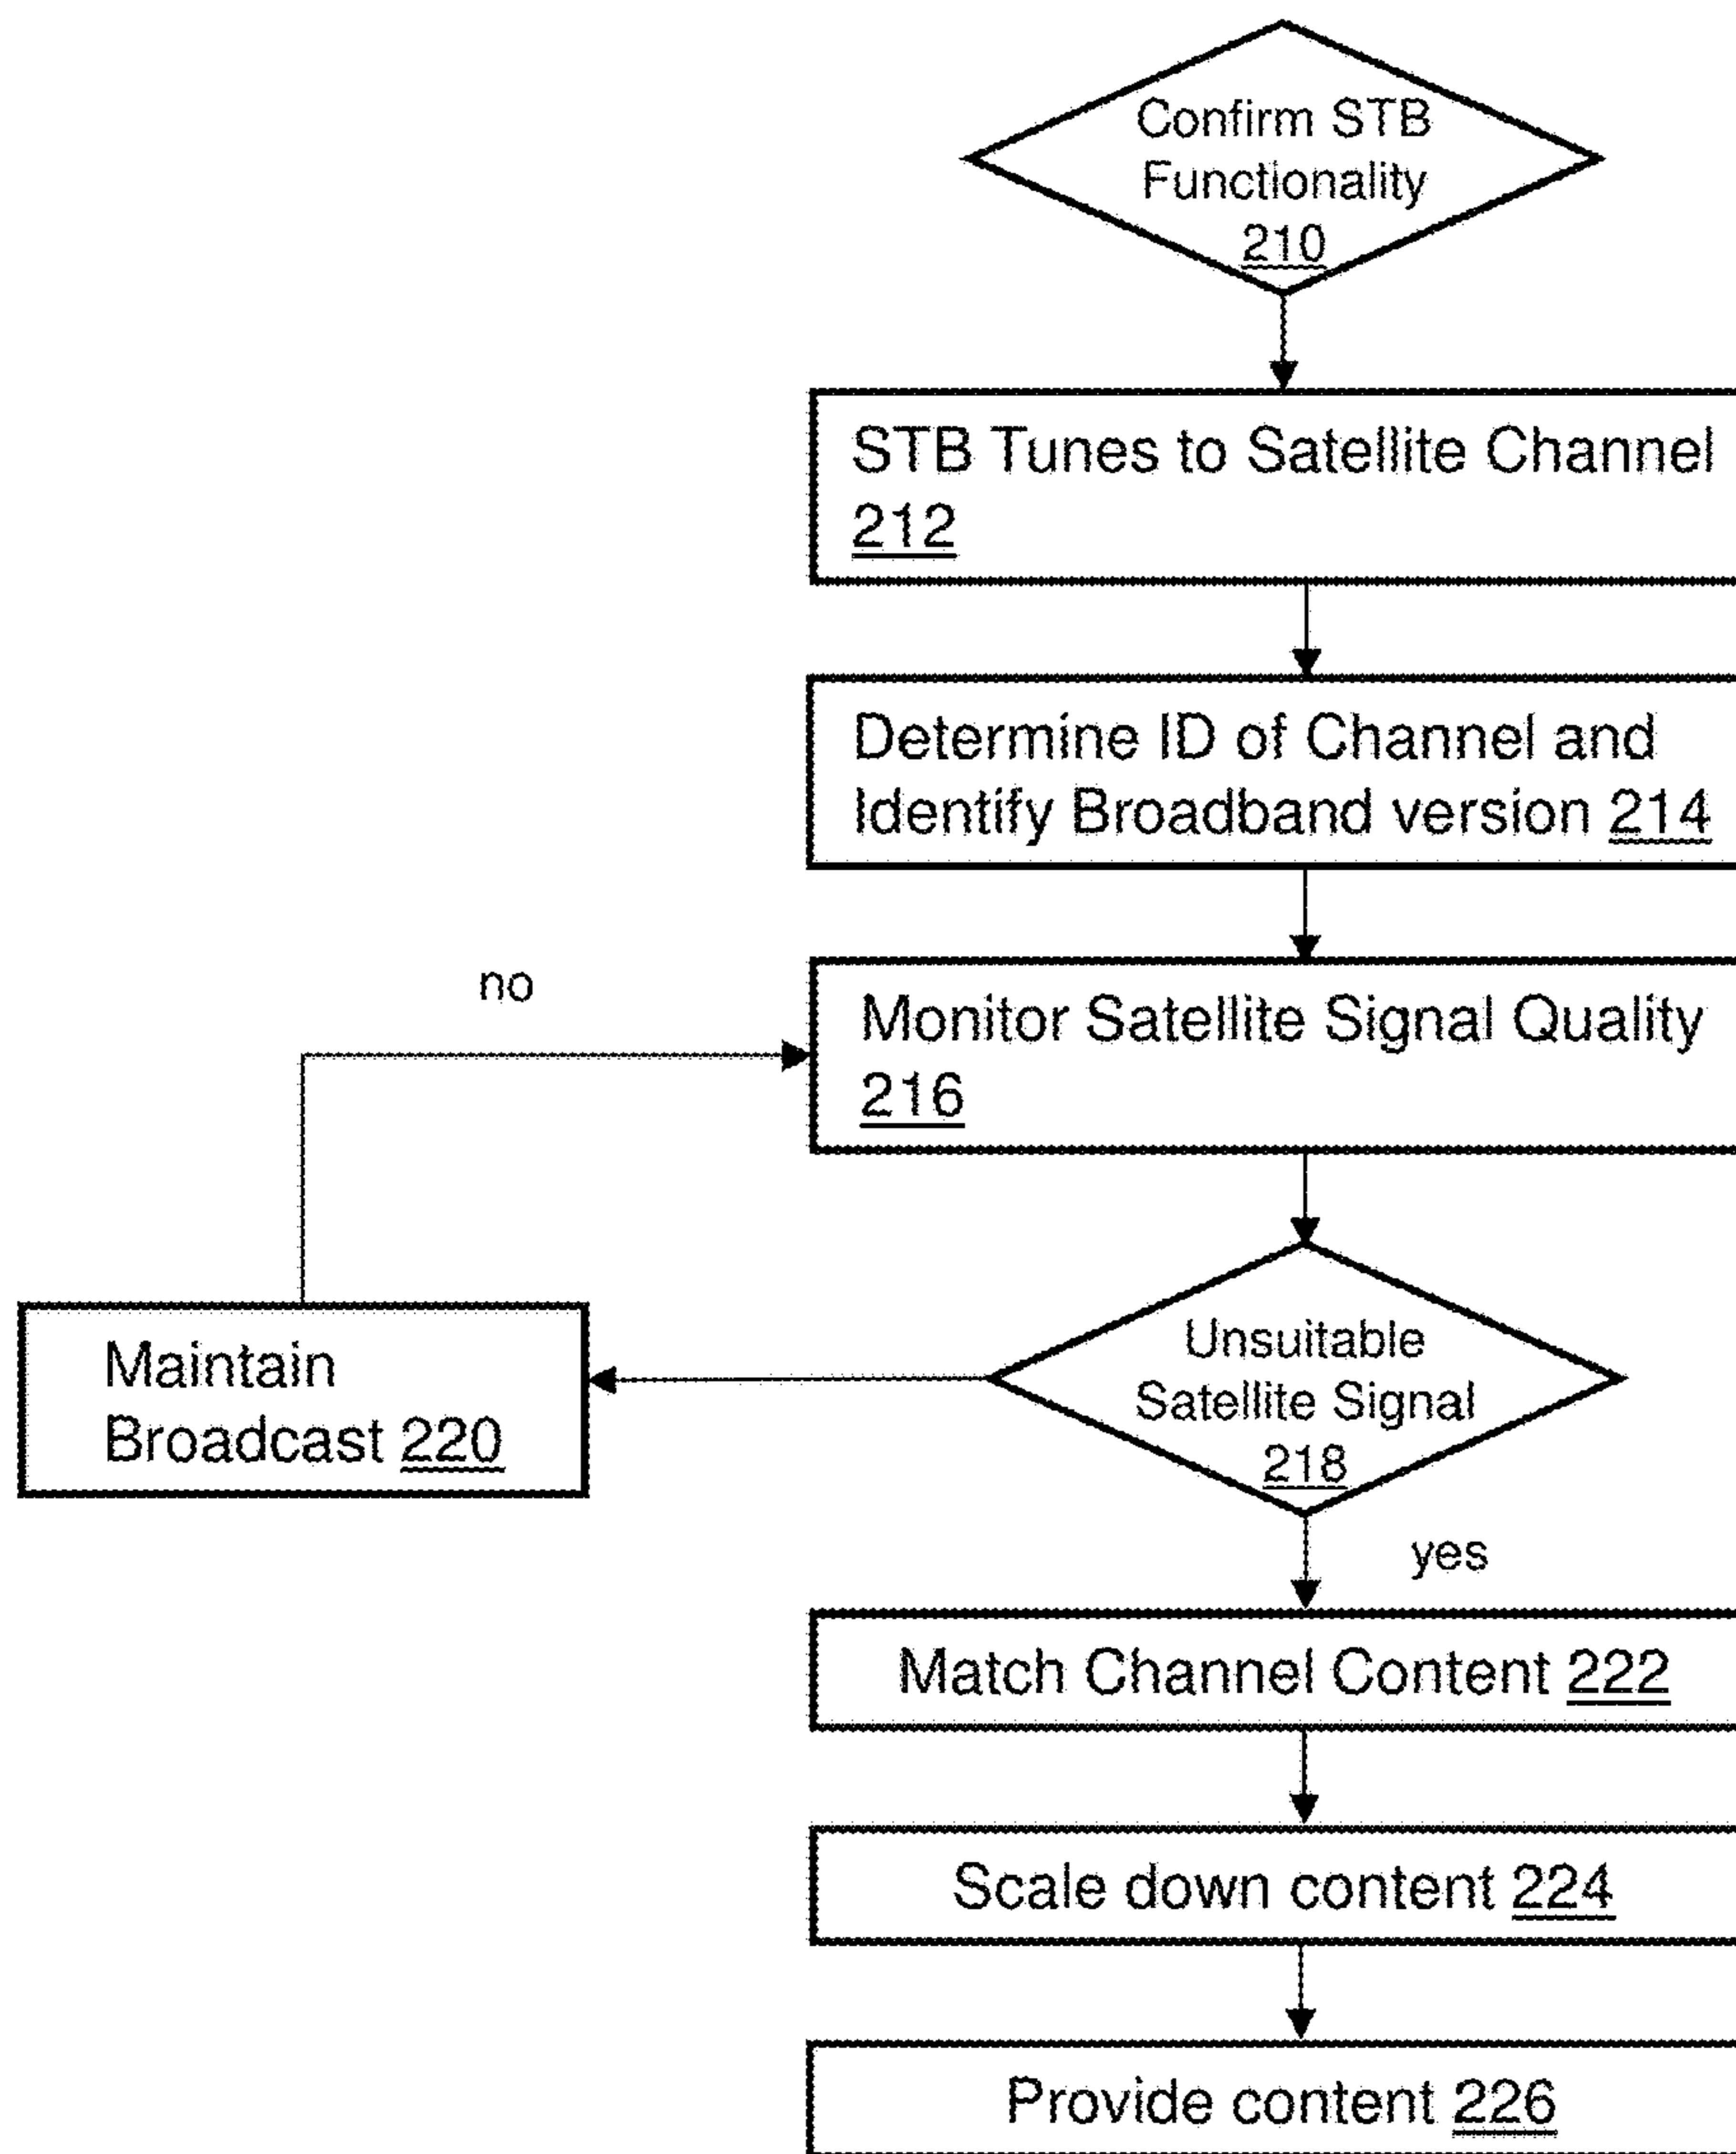 Confirm STB
Functionality
210
STB Tunes to Satellite Channel
212
Determine ID of Channel and
Identify Broadband version 214
no
Monitor Satellite Signal Quality
216
Maintain
Broadcast 220
Unsuitable
Satellite Signal
218
yes
Match Channel Content 222
Scale down content 224
Provide content 226